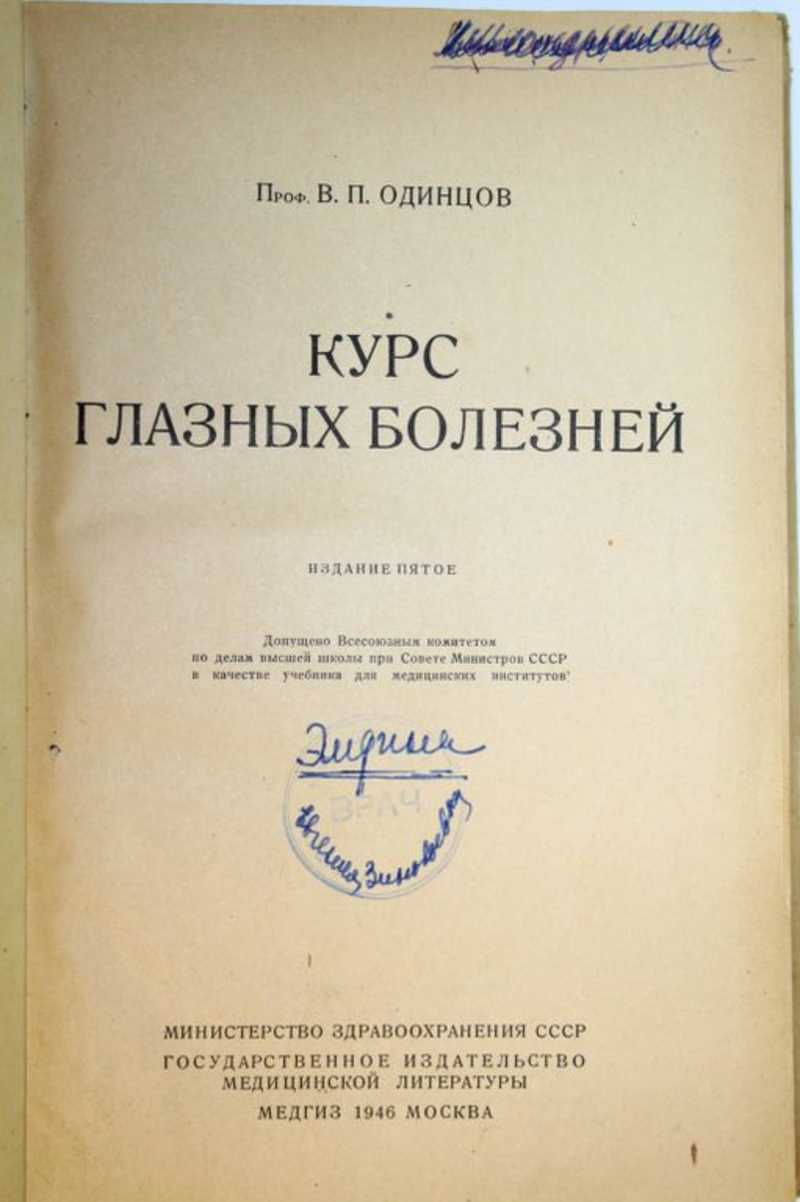 Проф. В. П. ОДИНЦОВ
КУРС
ГЛАЗНЫХ БОЛЕЗНЕЙ
ИЗДАНИЕ ПЯТОЕ
Допущено Всесоюзным комитетом
по делам высшей школы при Совете Министров СССР
в качестве учебника для медицинских институтов
ВРАЧ
МИНИСТЕРСТВО ЗДРАВООХРАНЕНИЯ СССР
ГОСУДАРСТВЕННОЕ ИЗДАТЕЛЬСТВО
МЕДИЦИНСКОЙ ЛИТЕРАТУРЫ
МЕДГИЗ 1946 МОСКВА